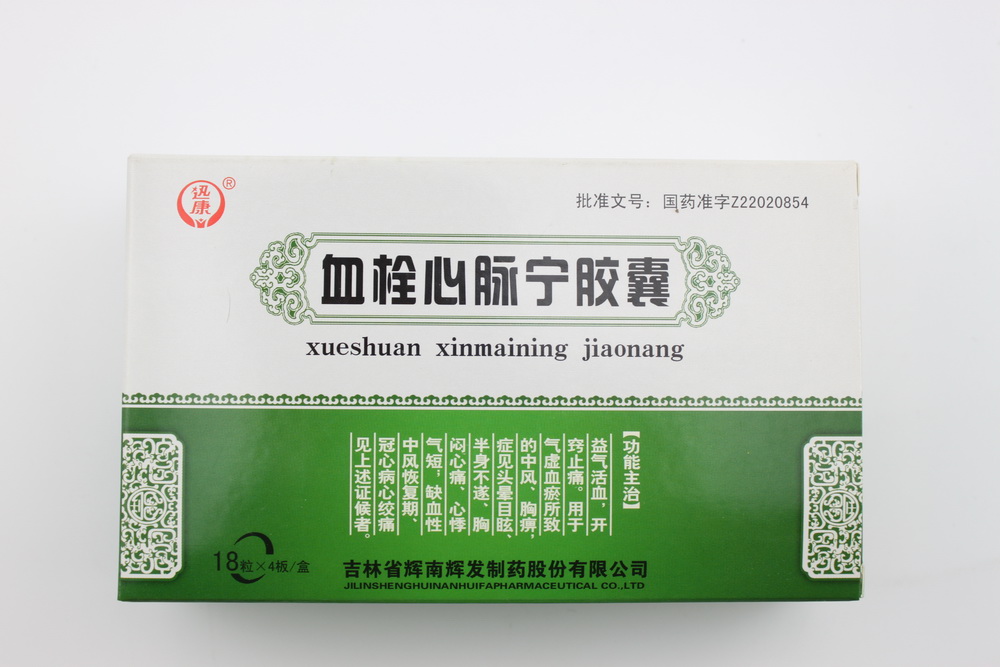 迅康®
批准文号：国药准字Z22020854
血栓心脉宁胶囊
xueshuan xinmaining jiaonang
【功能主治】
益气活血，开
窍止痛。用于
气虚血瘀所致
的中风、胸痹，
症见头晕目眩、
半身不遂、胸
闷心痛、心悸
气短；缺血性
中风恢复期、
冠心病心绞痛
见上述证候者。
18粒×4板/盒
吉林省辉南辉发制药股份有限公司
JILINSHENGHUINANHUIFAPHARMACEUTICAL CO.,LTD